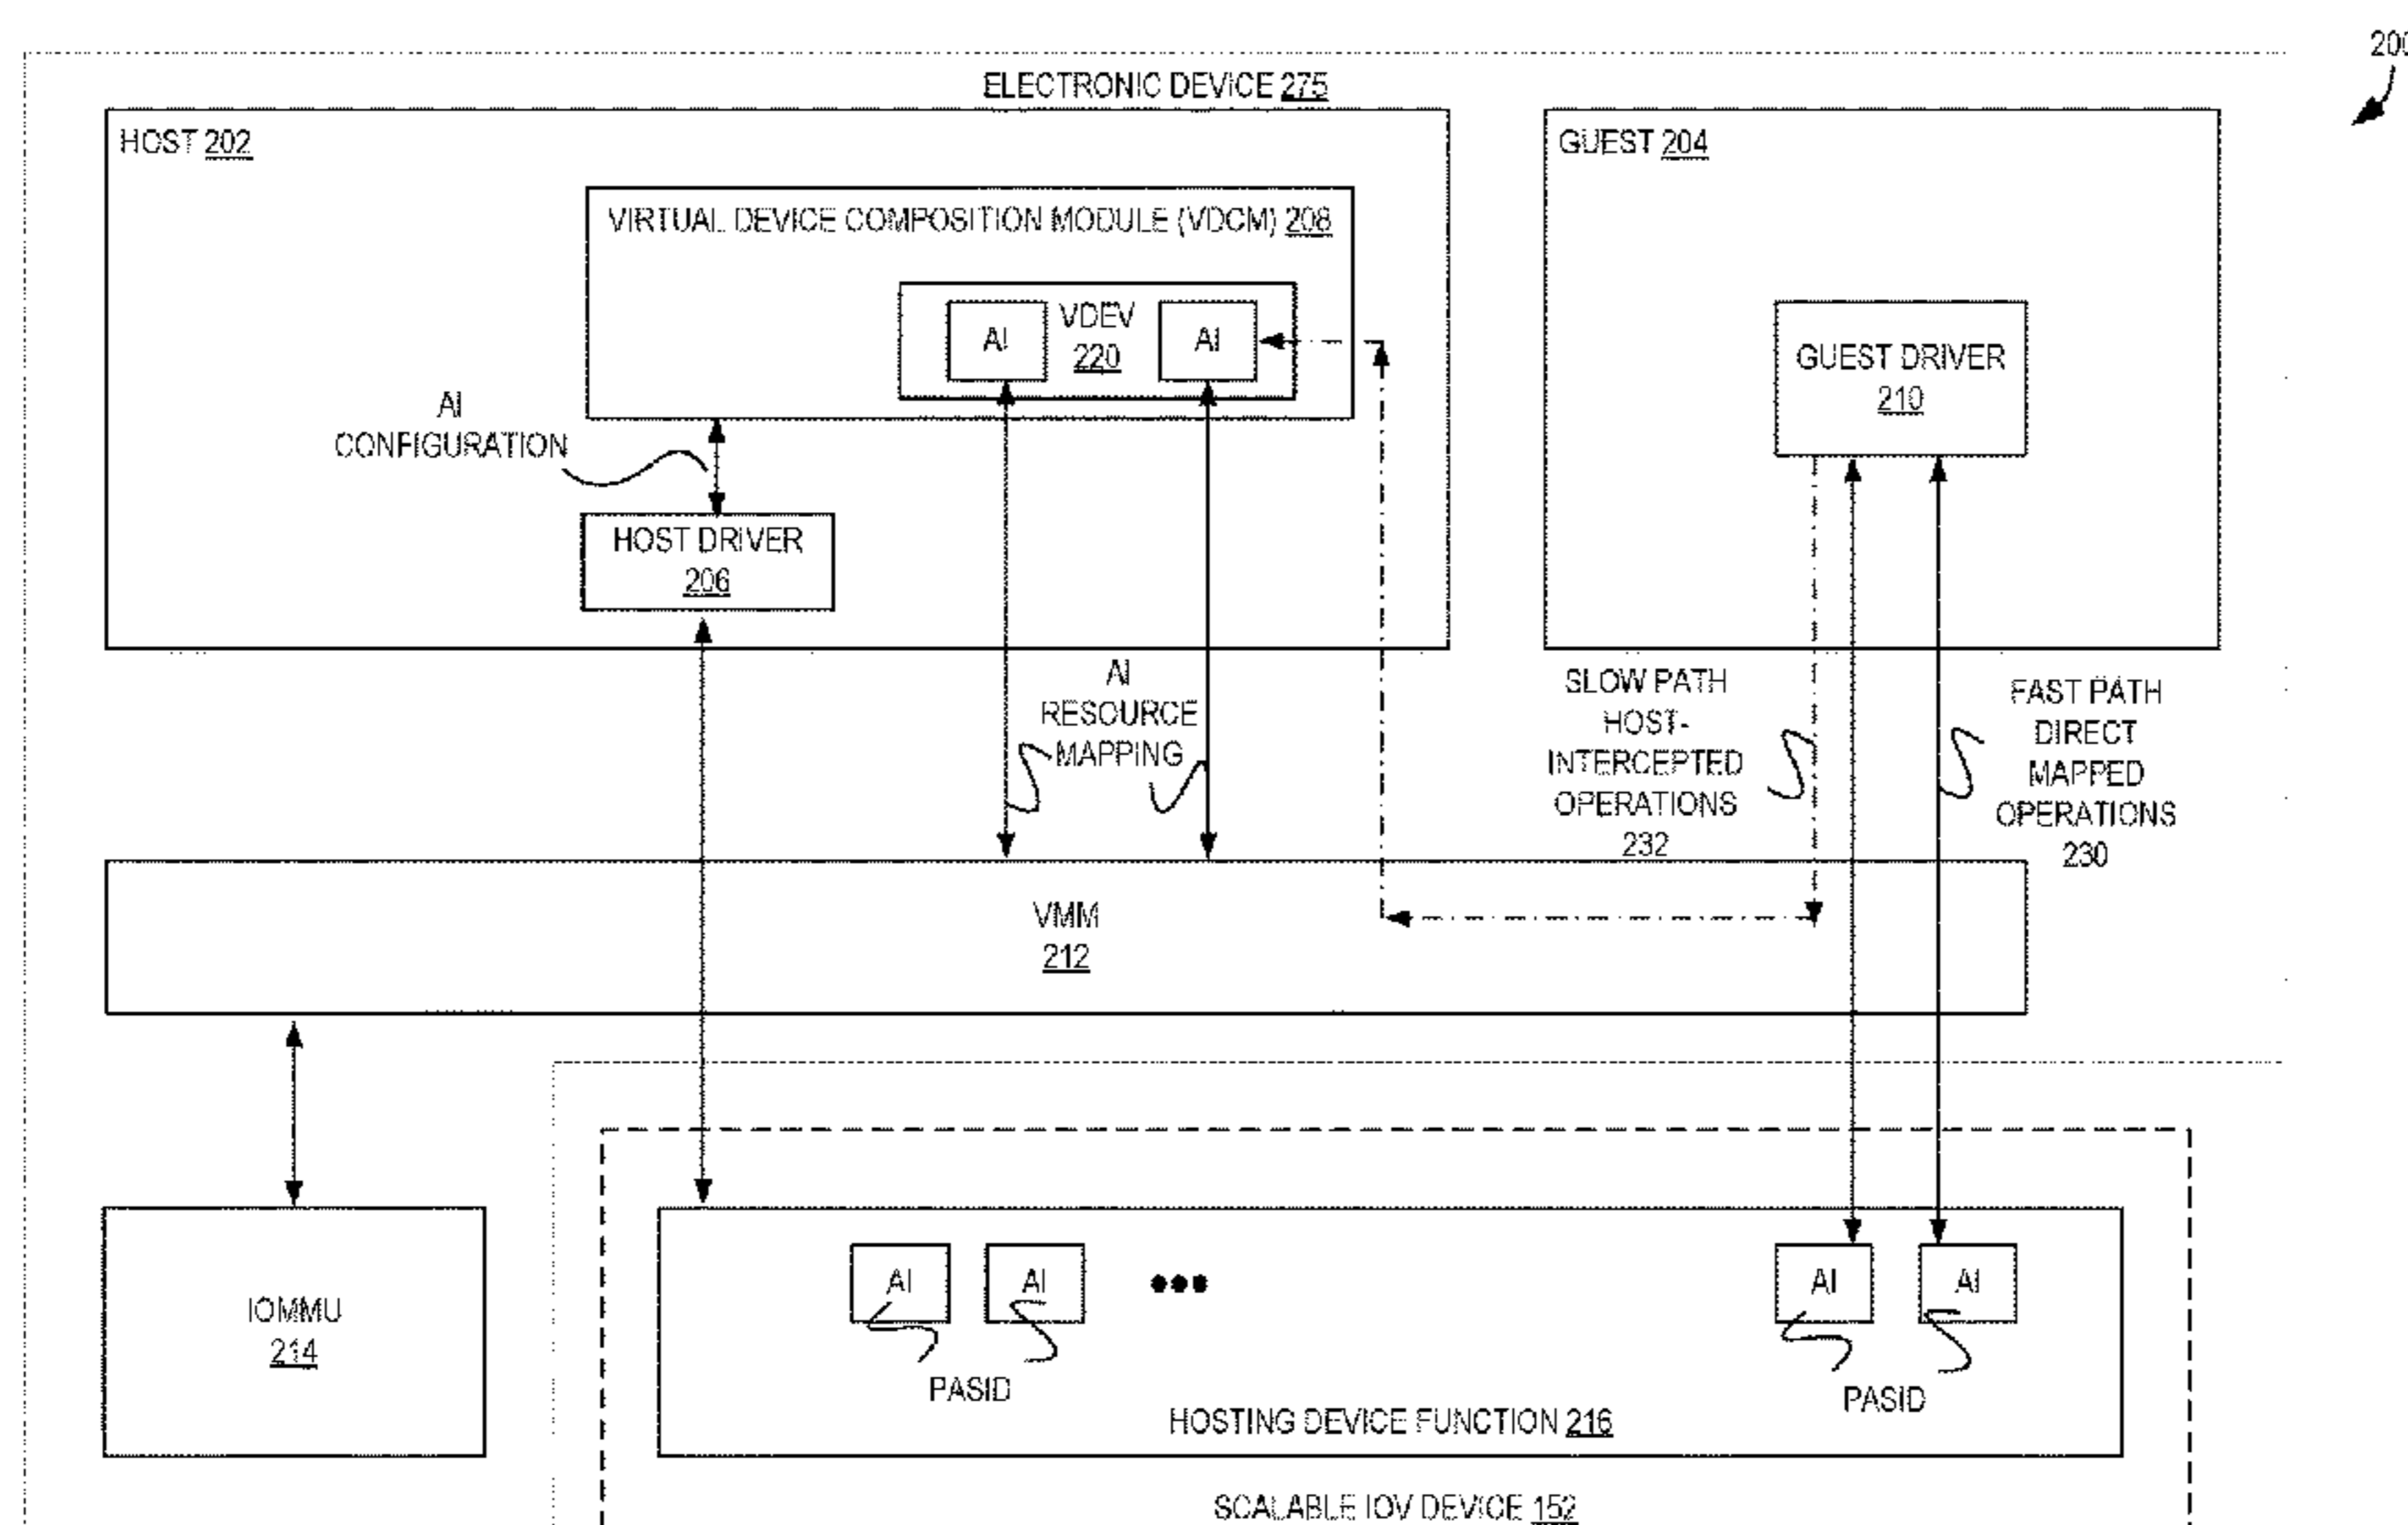 200
ELECTRONIC DEVICE 275
HOST 202
GUEST 204
VIRTUAL DEVICE COMPOSITION MODULE (VDCM) 208
AI
VDEV
220
AI
GUEST DRIVER
210
AI
CONFIGURATION
HOST DRIVER
206
AI
RESOURCE
MAPPING
SLOW PATH
HOST-
INTERCEPTED
OPERATIONS
232
FAST PATH
DIRECT
MAPPED
OPERATIONS
230
VMM
212
IOMMU
214
AI
AI
AI
AI
PASID
PASID
HOSTING DEVICE FUNCTION 216
SCALABLE IOV DEVICE 152